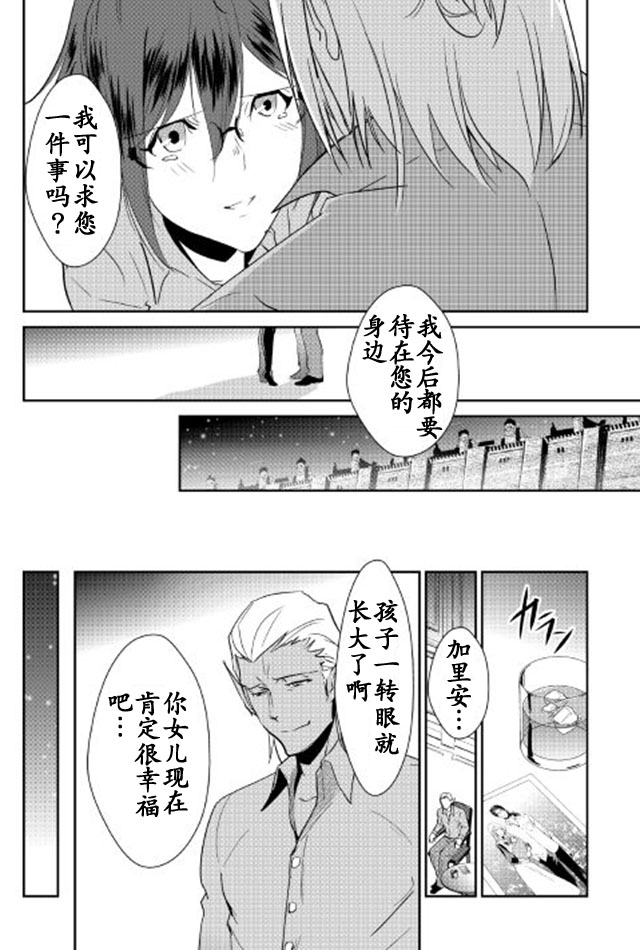 我可以求您
一件事吗？
我今后都要
待在您的
身边
カラン
加里安…
孩子一转眼就
长大了啊
你女儿现在
肯定很幸福
吧…